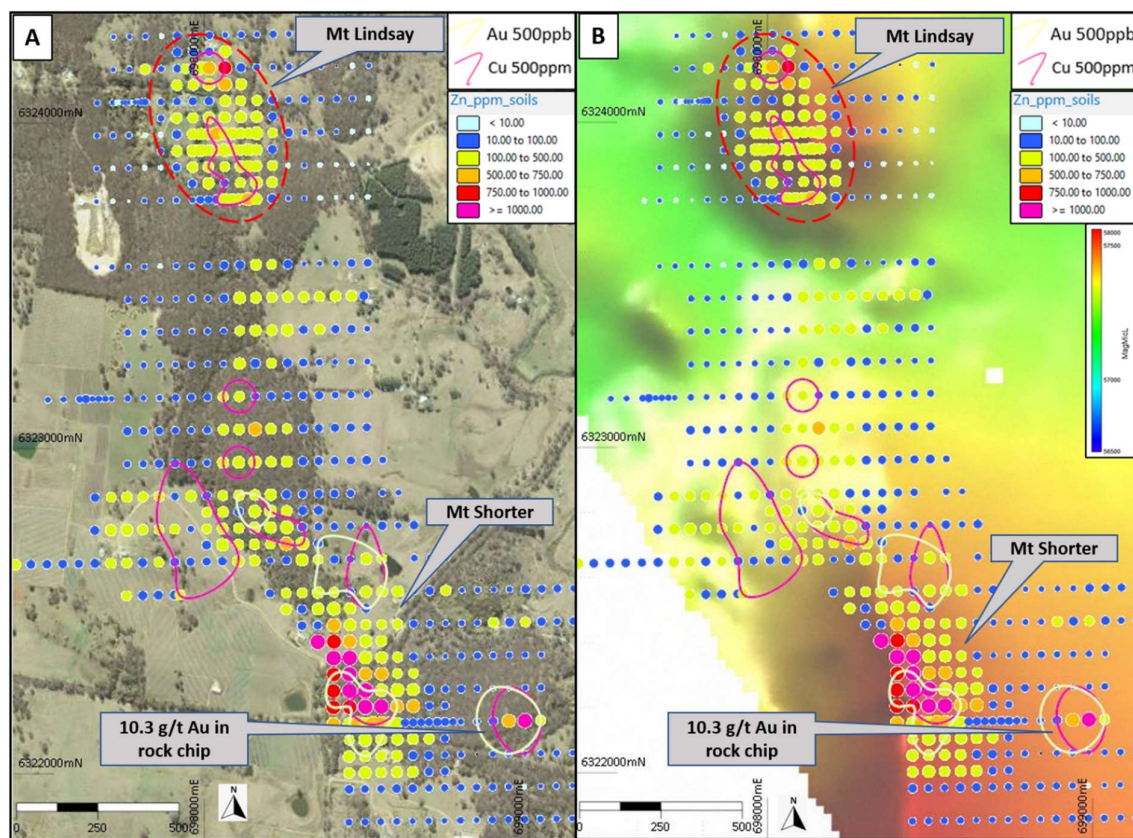 A
Mt Lindsay
Au 500ppb
Cu 500ppm
Zn_ppm_soils
< 10.00
10.00 to 100.00
100.00 to 500.00
500.00 to 750.00
750.00 to 1000.00
>= 1000.00
698000mE
6324000mN
6328000mN
Mt Shorter
10.3 g/t Au in
rock chip
6322000mN
N
0
250
500
698000mE
699000mE
B
Mt Lindsay
Au 500ppb
Cu 500ppm
Zn_ppm_soils
< 10.00
10.00 to 100.00
100.00 to 500.00
500.00 to 750.00
750.00 to 1000.00
>= 1000.00
58000
57000
56500
MagMicL
6324000mN
6323000mN
Mt Shorter
10.3 g/t Au in
rock chip
6322000mN
N
0
250
500
698000mE
699000mE